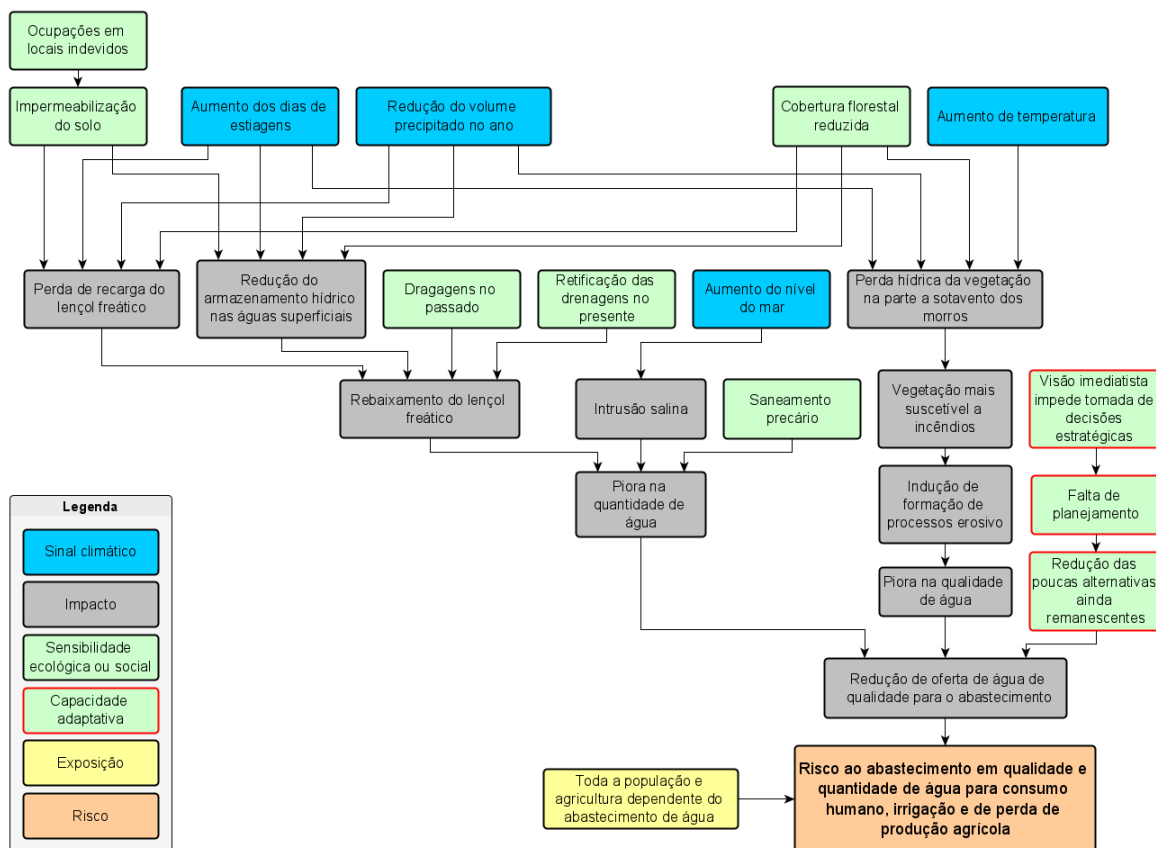 Ocupações em
locais indevidos
Impermeabilização
do solo
Aumento dos dias de
estiagens
Redução do volume
precipitado no ano
Cobertura florestal
reduzida
Aumento de temperatura
Perda de recarga do
lençol freático
Redução do
armazenamento hídrico
nas águas superficiais
Dragagens no
passado
Retificação das
drenagens no
presente
Aumento do nível
do mar
Perda hídrica da vegetação
na parte a sotavento dos
morros
Rebaixamento do lençol
freático
Intrusão salina
Saneamento
precário
Vegetação mais
suscetível a
incêndios
Visão imediatista
impede tomada de
decisões
estratégicas
Piora na
quantidade de
água
Indução de
formação de
processos erosivo
Falta de
planejamento
Piora na qualidade
de água
Redução das
poucas alternativas
ainda
remanescentes
Redução de oferta de água de
qualidade para o abastecimento
Toda a população e
agricultura dependente do
abastecimento de água
Risco ao abastecimento em qualidade e
quantidade de água para consumo
humano, irrigação e de perda de
produção agrícola
Legenda
Sinal climático
Impacto
Sensibilidade
ecológica ou social
Capacidade
adaptativa
Exposição
Risco